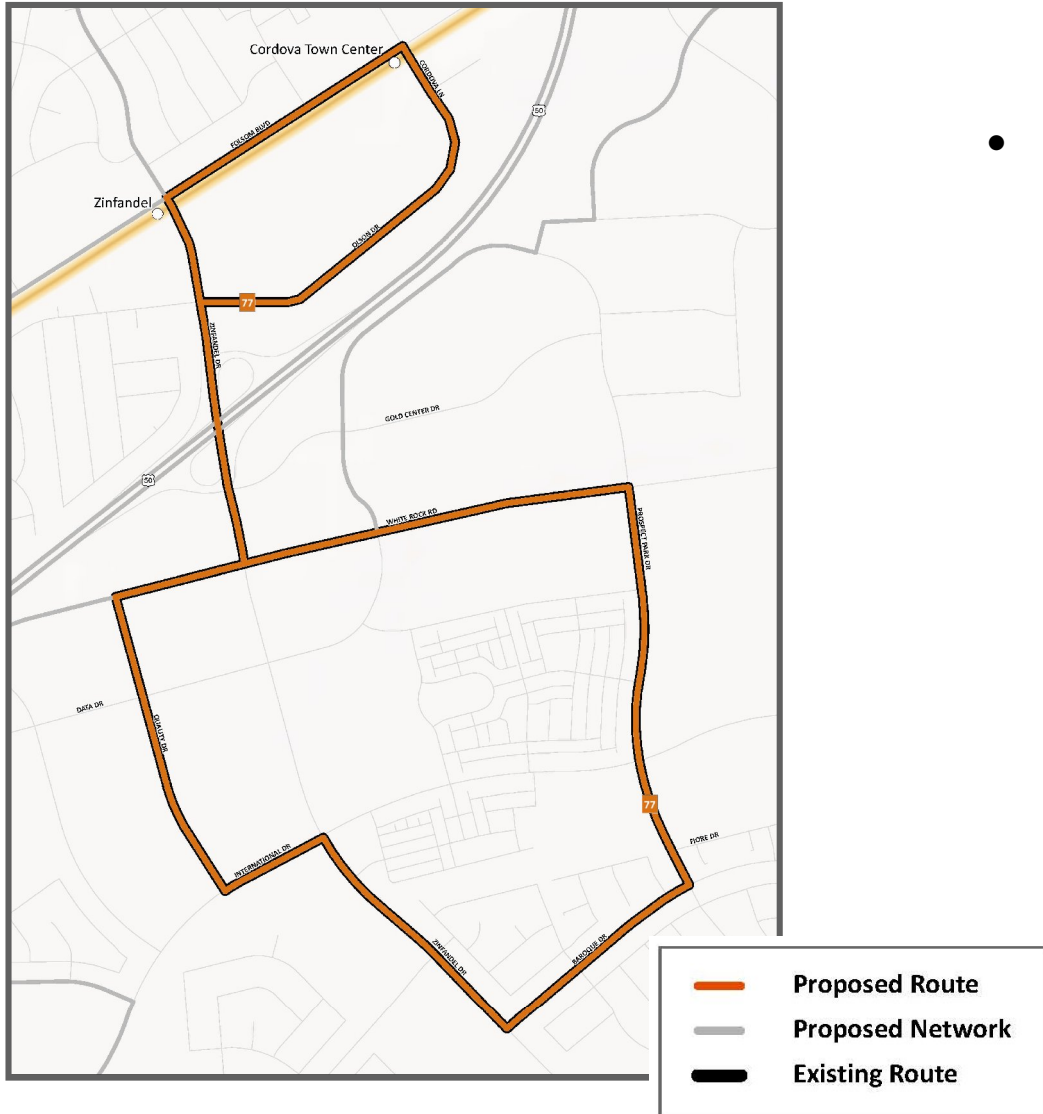 Cordova Town Center
CORDOVA LN
50
FOLSOM BLVD
Zinfandel
OLSON DR
77
ZINFANDEL DR
GOLD CENTER DR
50
WHITE ROCK RD
PROSPECT PARK DR
DATA DR
QUALITY DR
77
FIORE DR
INTERNATIONAL DR
ZINFANDEL DR
BAROQUE DR
Proposed Route
Proposed Network
Existing Route